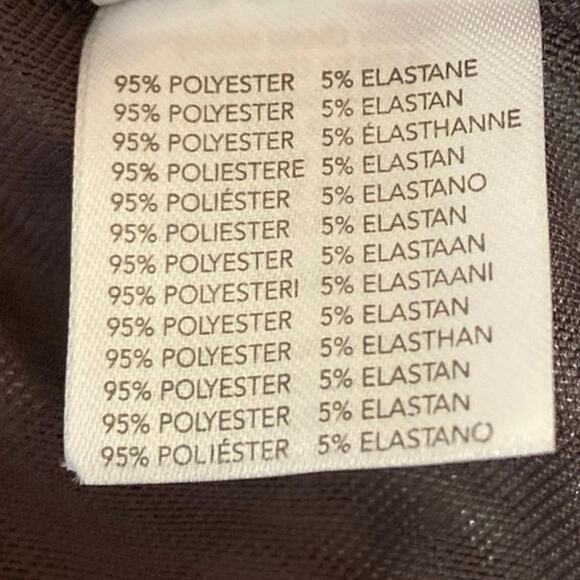 95% POLYESTER 5% ELASTANE
95% POLYESTER 5% ELASTAN
95% POLYESTER 5% ÉLASTHANNE
95% POLIESTERE 5% ELASTAN
95% POLIÉSTER 5% ELASTANO
95% POLIESTER 5% ELASTAN
95% POLYESTER 5% ELASTAAN
95% POLYESTERI 5% ELASTAANI
95% POLYESTER 5% ELASTAN
95% POLYESTER 5% ELASTHAN
95% POLYESTER 5% ELASTAN
95% POLYESTER 5% ELASTAN
95% POLIÉSTER 5% ELASTANO